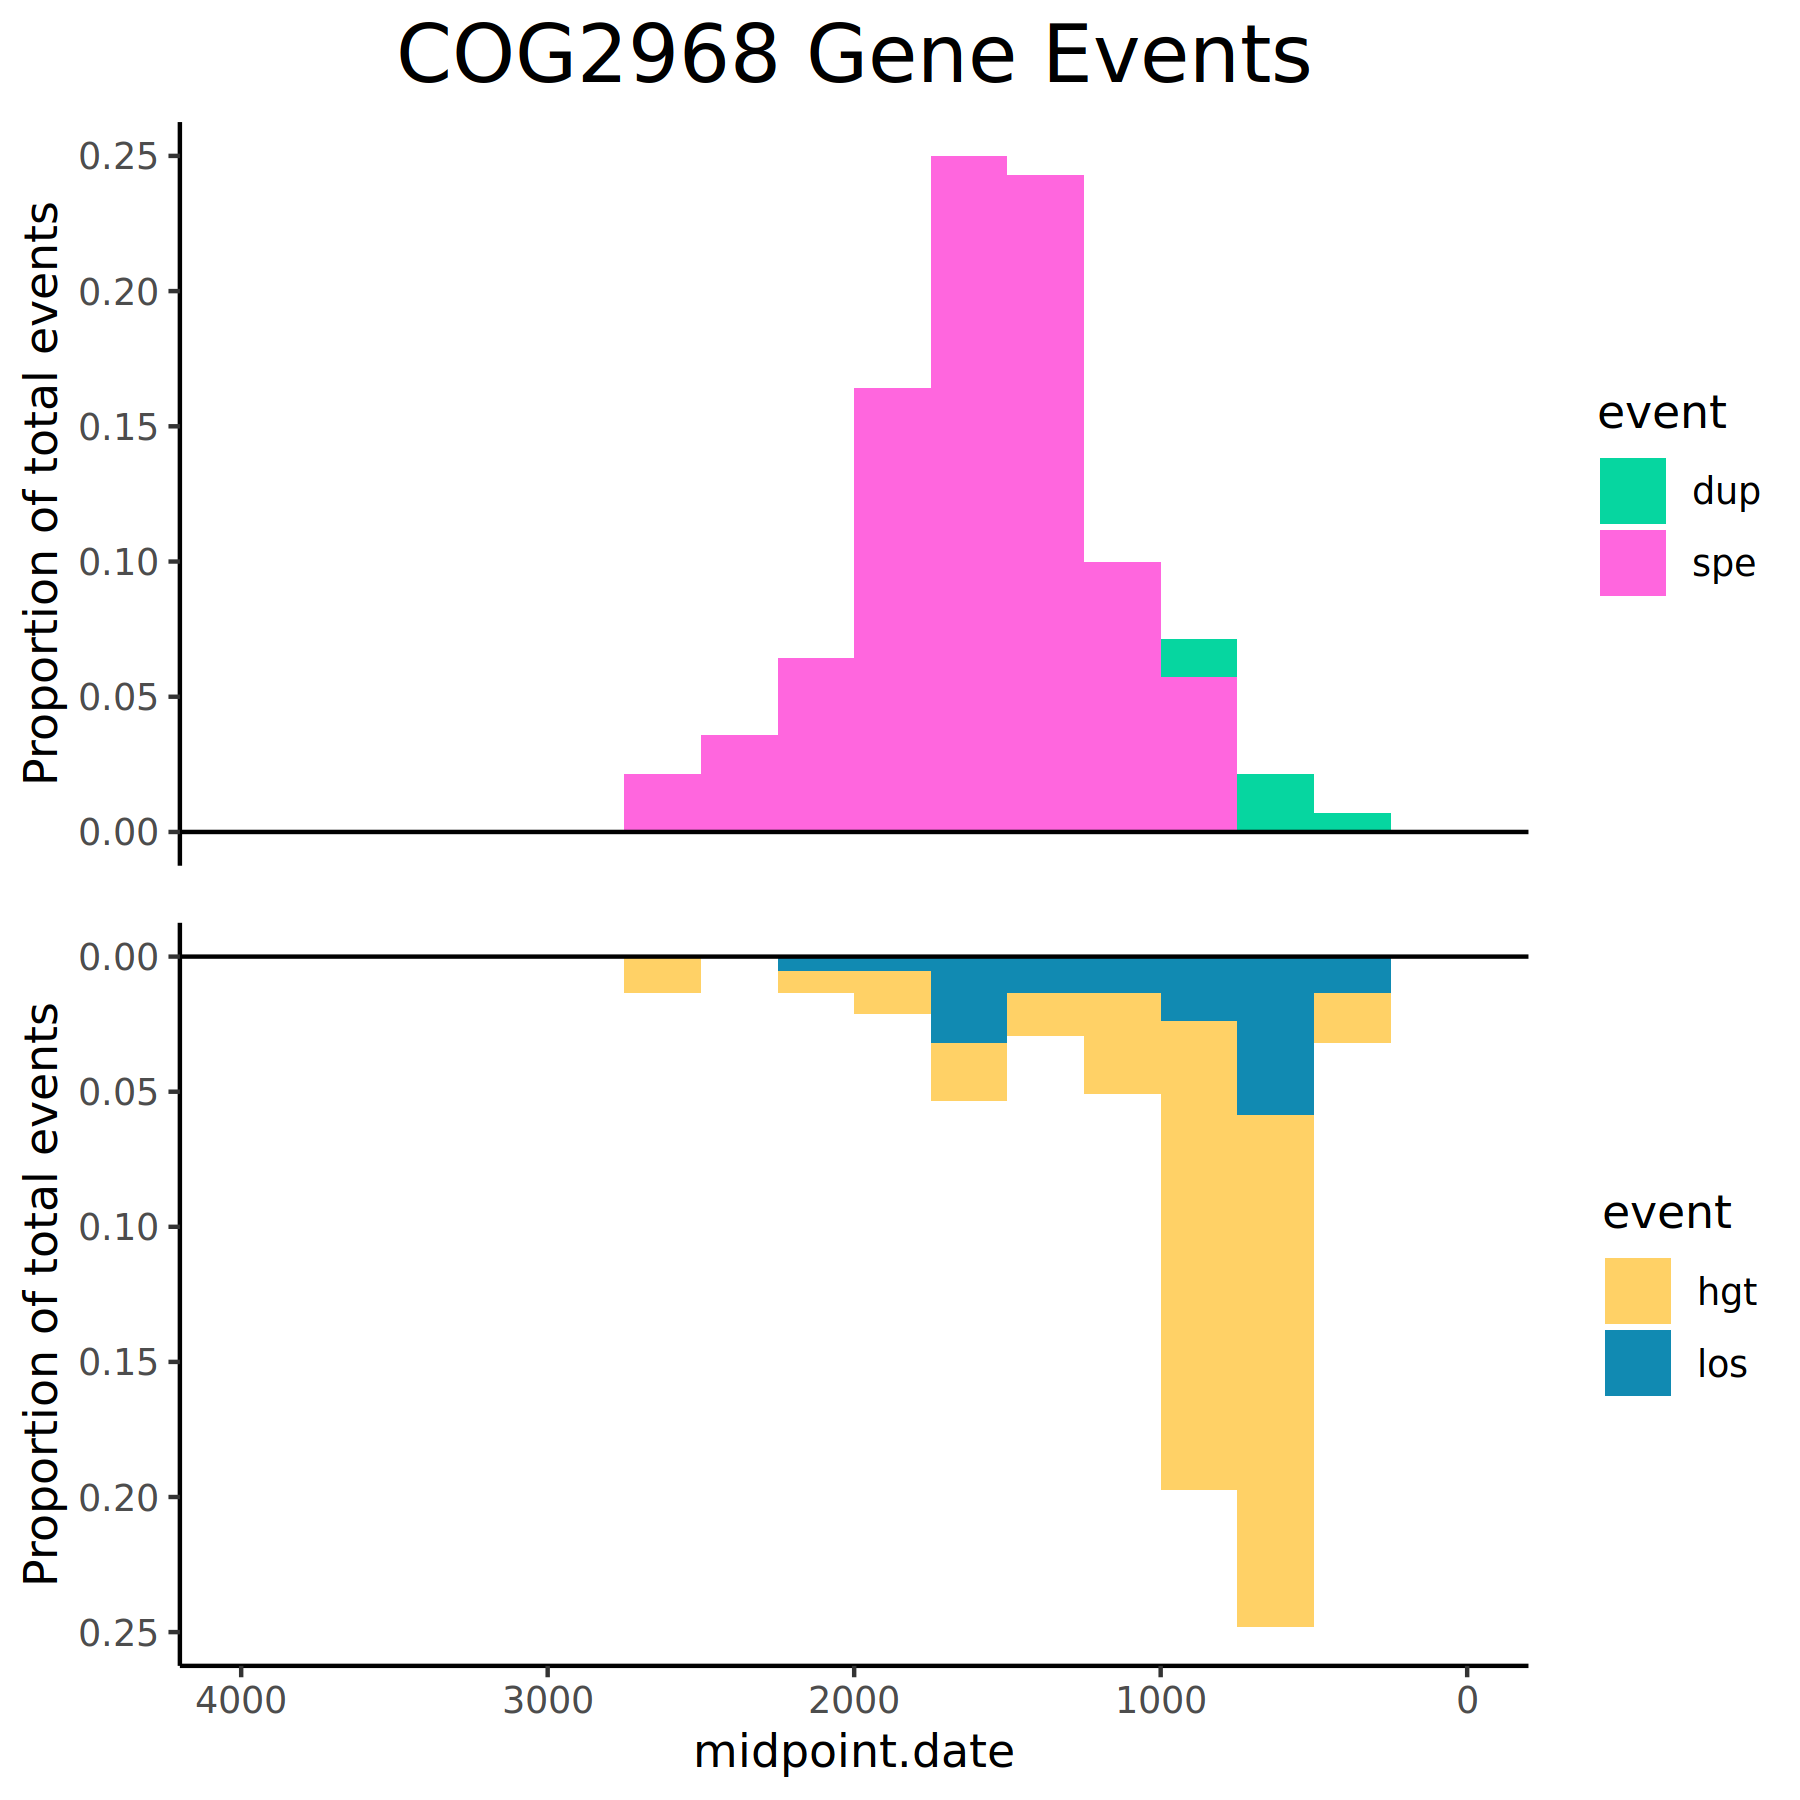 COG2968 Gene Events
Proportion of total events
0.25
0.20
0.15
0.10
0.05
0.00
event
dup
spe
Proportion of total events
0.00
0.05
0.10
0.15
0.20
0.25
event
hgt
los
4000 3000 2000 1000 0
midpoint.date